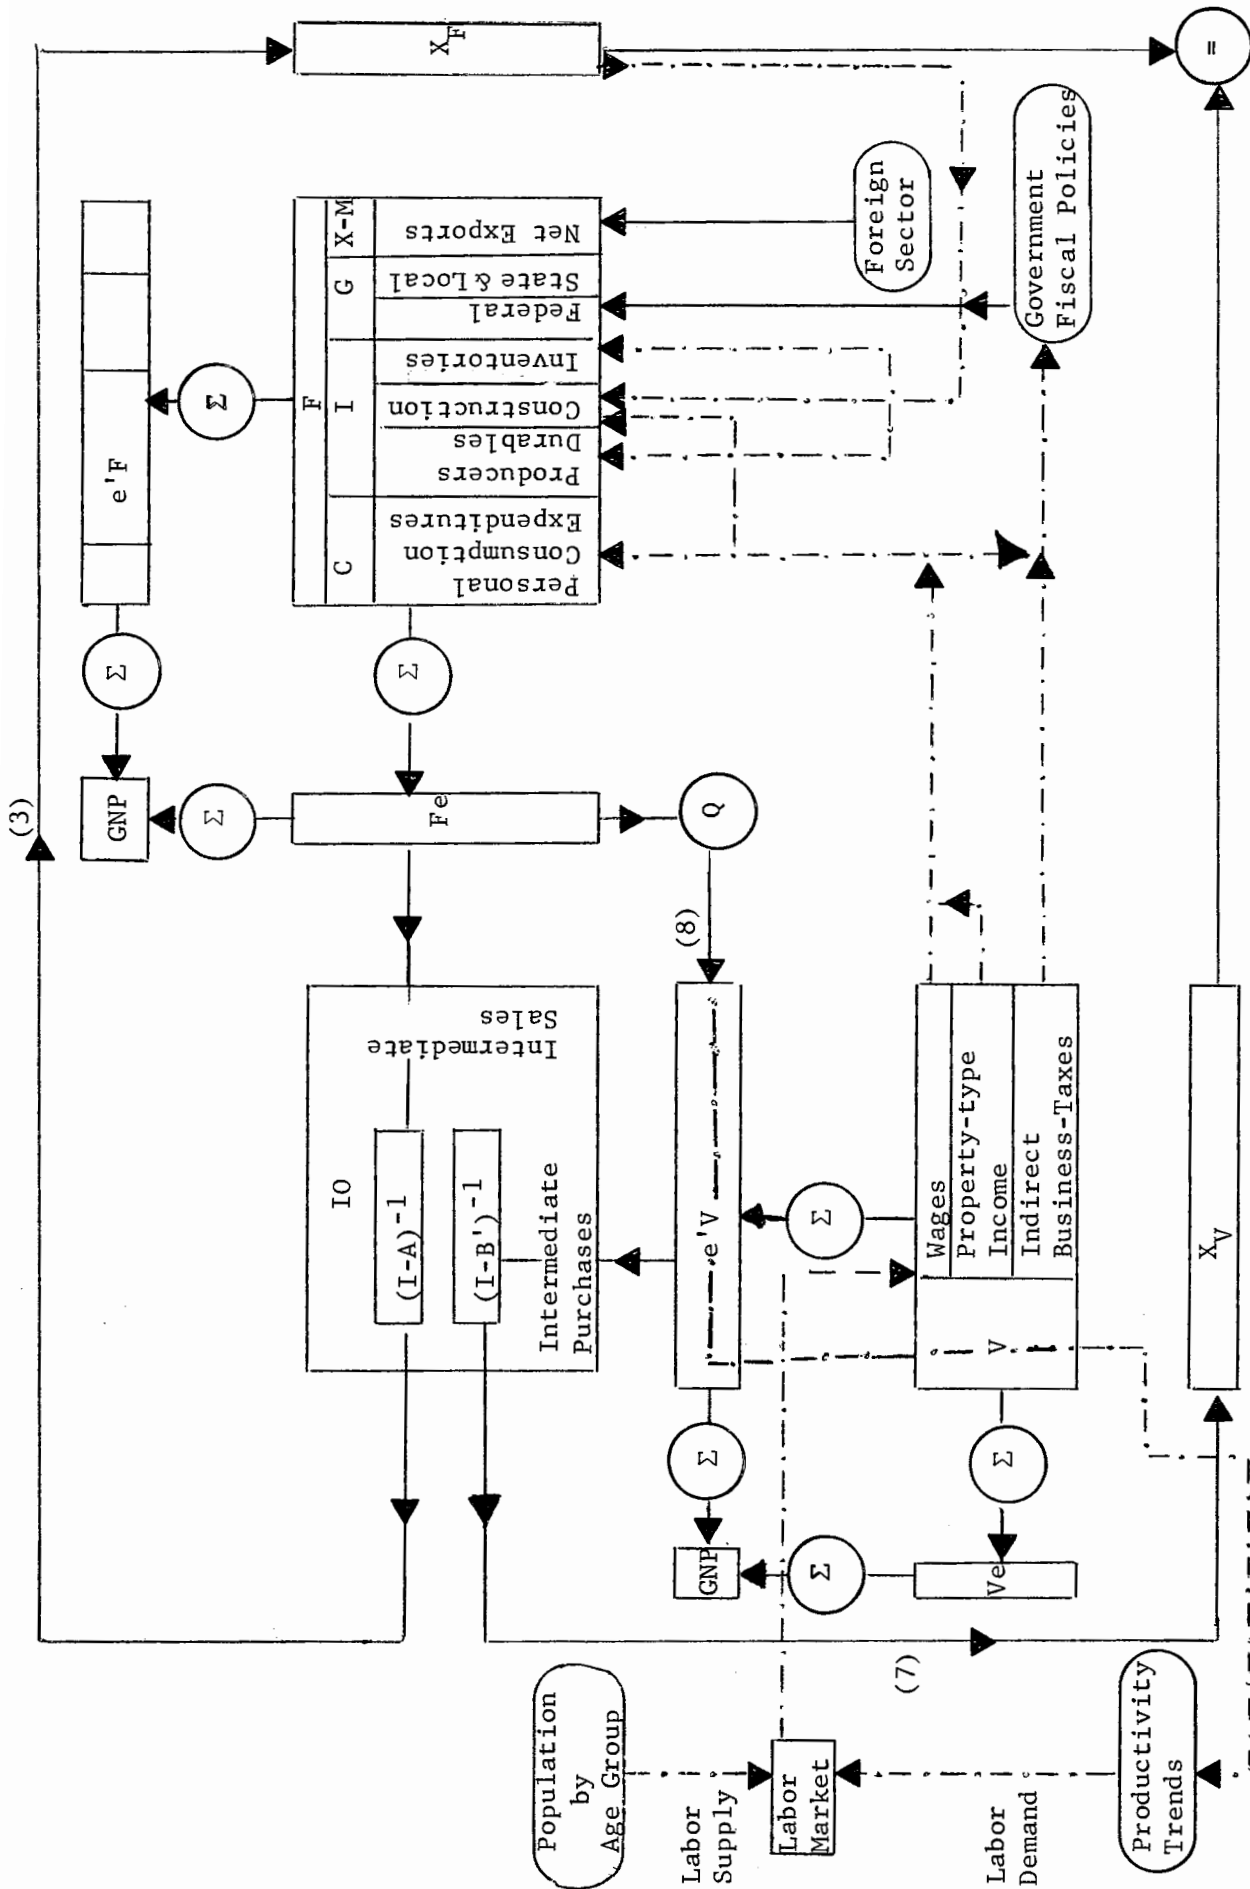 (3)
X_F
e'F
Σ
Σ
GNP
Σ
F
C
I
G
X-M
Personal
Consumption
Expenditures
Producers
Durables
Construction
Inventories
Federal
State & Local
Net Exports
Σ
Fe
Q
(8)
IO
(I-A)⁻¹
(I-B')⁻¹
Intermediate
Sales
Intermediate
Purchases
Foreign
Sector
Government
Fiscal Policies
e'V
Σ
GNP
Σ
Σ
Wages
Property-type
Income
Indirect
Business-Taxes
V
Σ
Ve
X_V
=
(7)
Population
by
Age Group
Labor
Supply
Labor
Market
Labor
Demand
Productivity
Trends